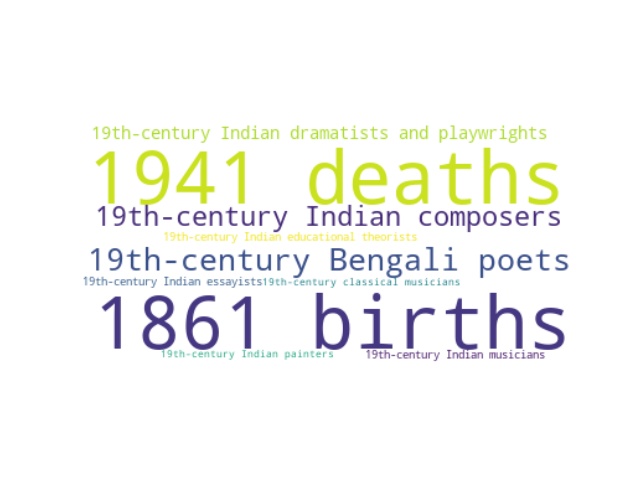 19th-century Indian dramatists and playwrights
1941 deaths
19th-century Indian composers
19th-century Indian educational theorists
19th-century Bengali poets
19th-century Indian essayists
19th-century classical musicians
1861 births
19th-century Indian painters
19th-century Indian musicians